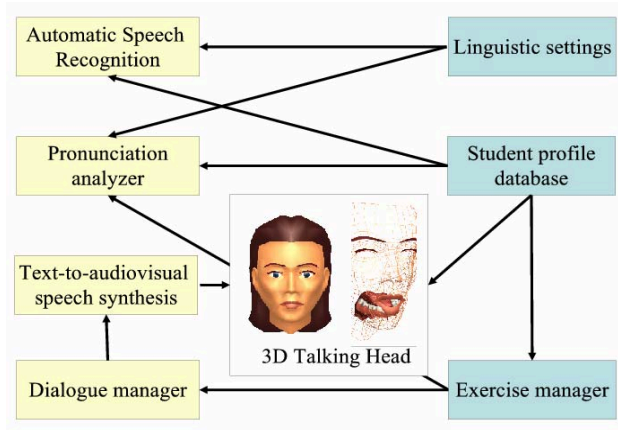 Automatic Speech
Recognition
Linguistic settings
Pronunciation
analyzer
Student profile
database
Text-to-audiovisual
speech synthesis
3D Talking Head
Dialogue manager
Exercise manager